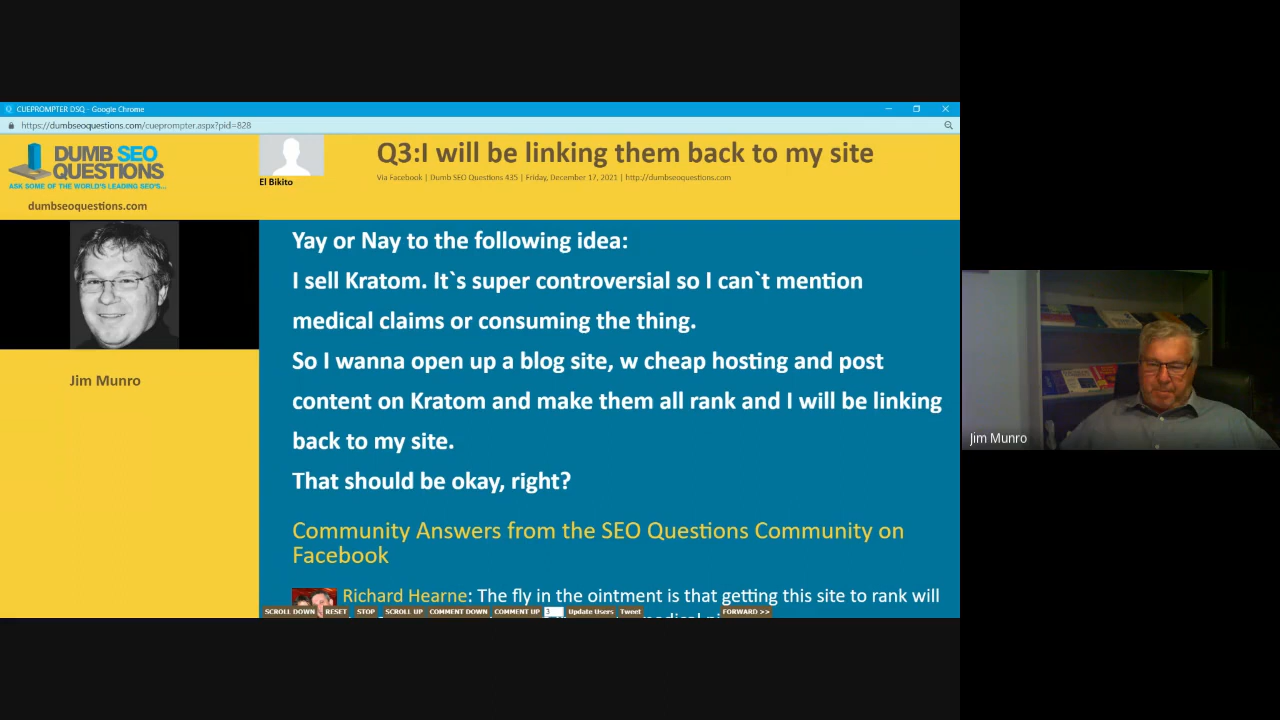 CUEPROMPTER DSQ - Google Chrome
https://dumbseoquestions.com/cueprompter.aspx?pid=828
DUMB SEO
QUESTIONS
ASK SOME OF THE WORLD'S LEADING SEO'S...
dumbseoquestions.com
El Bikito
Q3:I will be linking them back to my site
Via Facebook | Dumb SEO Questions 435 | Friday, December 17, 2021 | http://dumbseoquestions.com
Jim Munro
Yay or Nay to the following idea:
I sell Kratom. It`s super controversial so I can`t mention
medical claims or consuming the thing.
So I wanna open up a blog site, w cheap hosting and post
content on Kratom and make them all rank and I will be linking
back to my site.
That should be okay, right?
Community Answers from the SEO Questions Community on
Facebook
Richard Hearne: The fly in the ointment is that getting this site to rank will
SCROLL DOWN RESET STOP SCROLL UP COMMENT DOWN COMMENT UP 3 Update Users Tweet FORWARD >>
Jim Munro